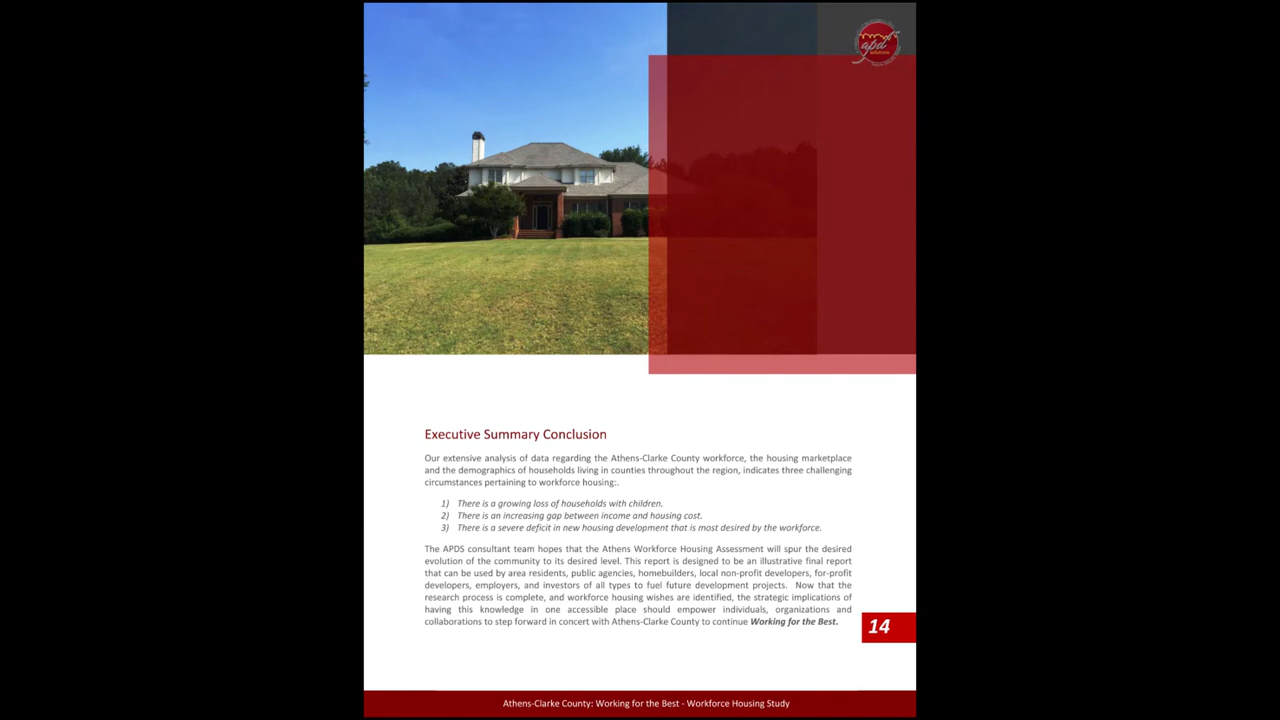 apd
solutions
Executive Summary Conclusion
Our extensive analysis of data regarding the Athens-Clarke County workforce, the housing marketplace
and the demographics of households living in counties throughout the region, indicates three challenging
circumstances pertaining to workforce housing:.
1) There is a growing loss of households with children.
2) There is an increasing gap between income and housing cost.
3) There is a severe deficit in new housing development that is most desired by the workforce.
The APDS consultant team hopes that the Athens Workforce Housing Assessment will spur the desired
evolution of the community to its desired level. This report is designed to be an illustrative final report
that can be used by area residents, public agencies, homebuilders, local non-profit developers, for-profit
developers, employers, and investors of all types to fuel future development projects. Now that the
research process is complete, and workforce housing wishes are identified, the strategic implications of
having this knowledge in one accessible place should empower individuals, organizations and
collaborations to step forward in concert with Athens-Clarke County to continue Working for the Best.
14
Athens-Clarke County: Working for the Best - Workforce Housing Study